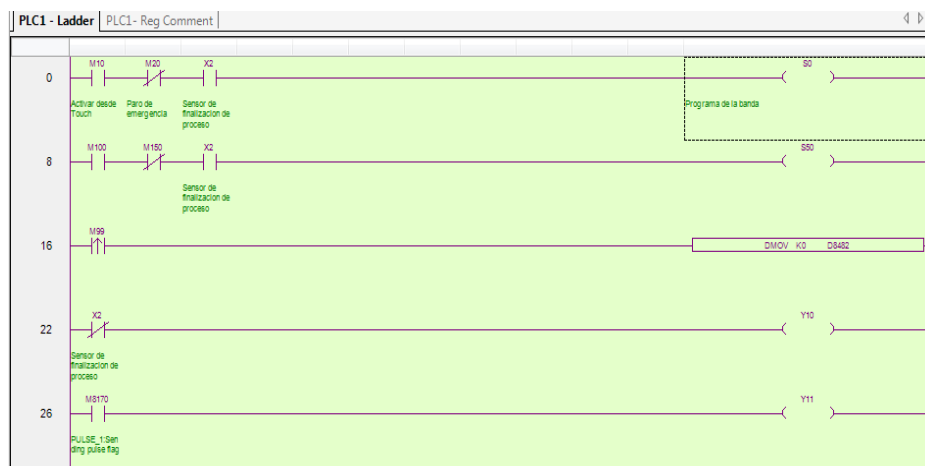 PLC1 - Ladder PLC1- Reg Comment
0 M10 M20 X2 S0
Activar desde Touch
Paro de emergencia
Sensor de finalizacion de proceso
Programa de la banda
8 M100 M150 X2 S50
Sensor de finalizacion de proceso
16 M99 DMOV K0 D8482
22 X2 Y10
Sensor de finalizacion de proceso
26 M8170 Y11
PULSE_1:Sending pulse flag